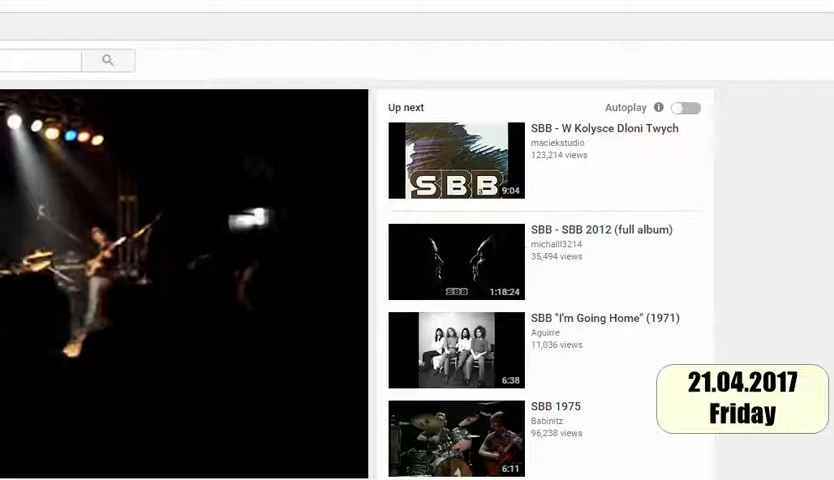 Up next
Autoplay
SBB - W Kolysce Dloni Twych
maciekstudio
123,214 views
SBB
9:04
SBB - SBB 2012 (full album)
michalll3214
35,494 views
SBB
1:18:24
SBB "I'm Going Home" (1971)
Aguirre
11,036 views
6:38
SBB 1975
Babinitz
96,238 views
6:11
21.04.2017
Friday